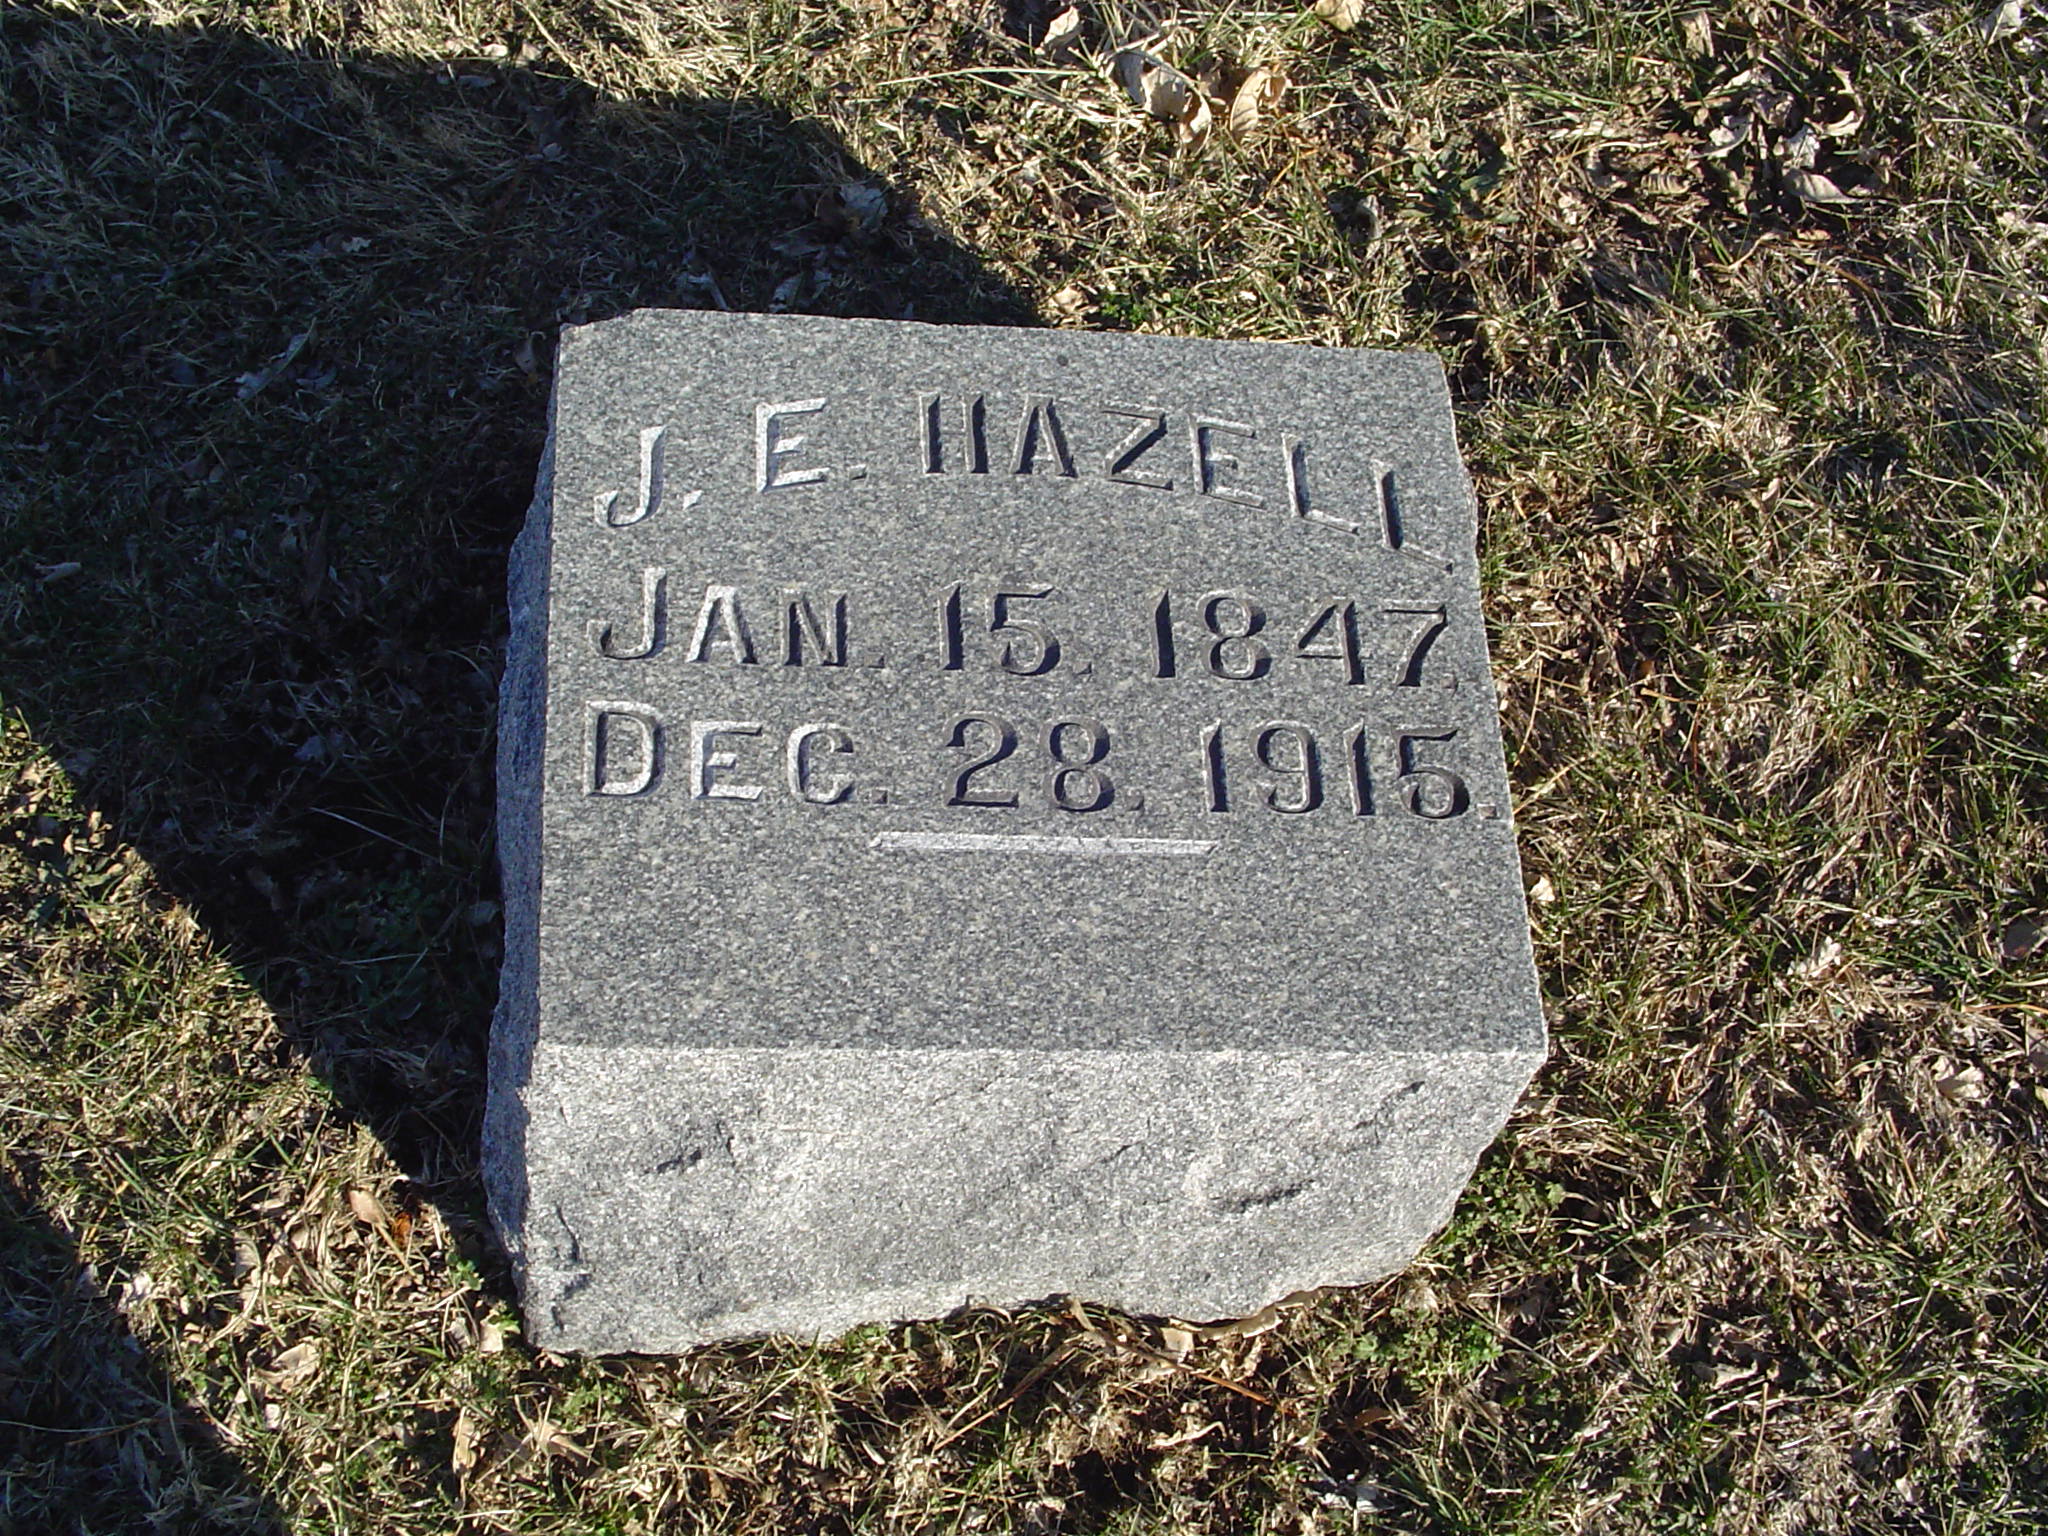 J. E. HAZELL
JAN. 15. 1847.
DEC. 28. 1915.